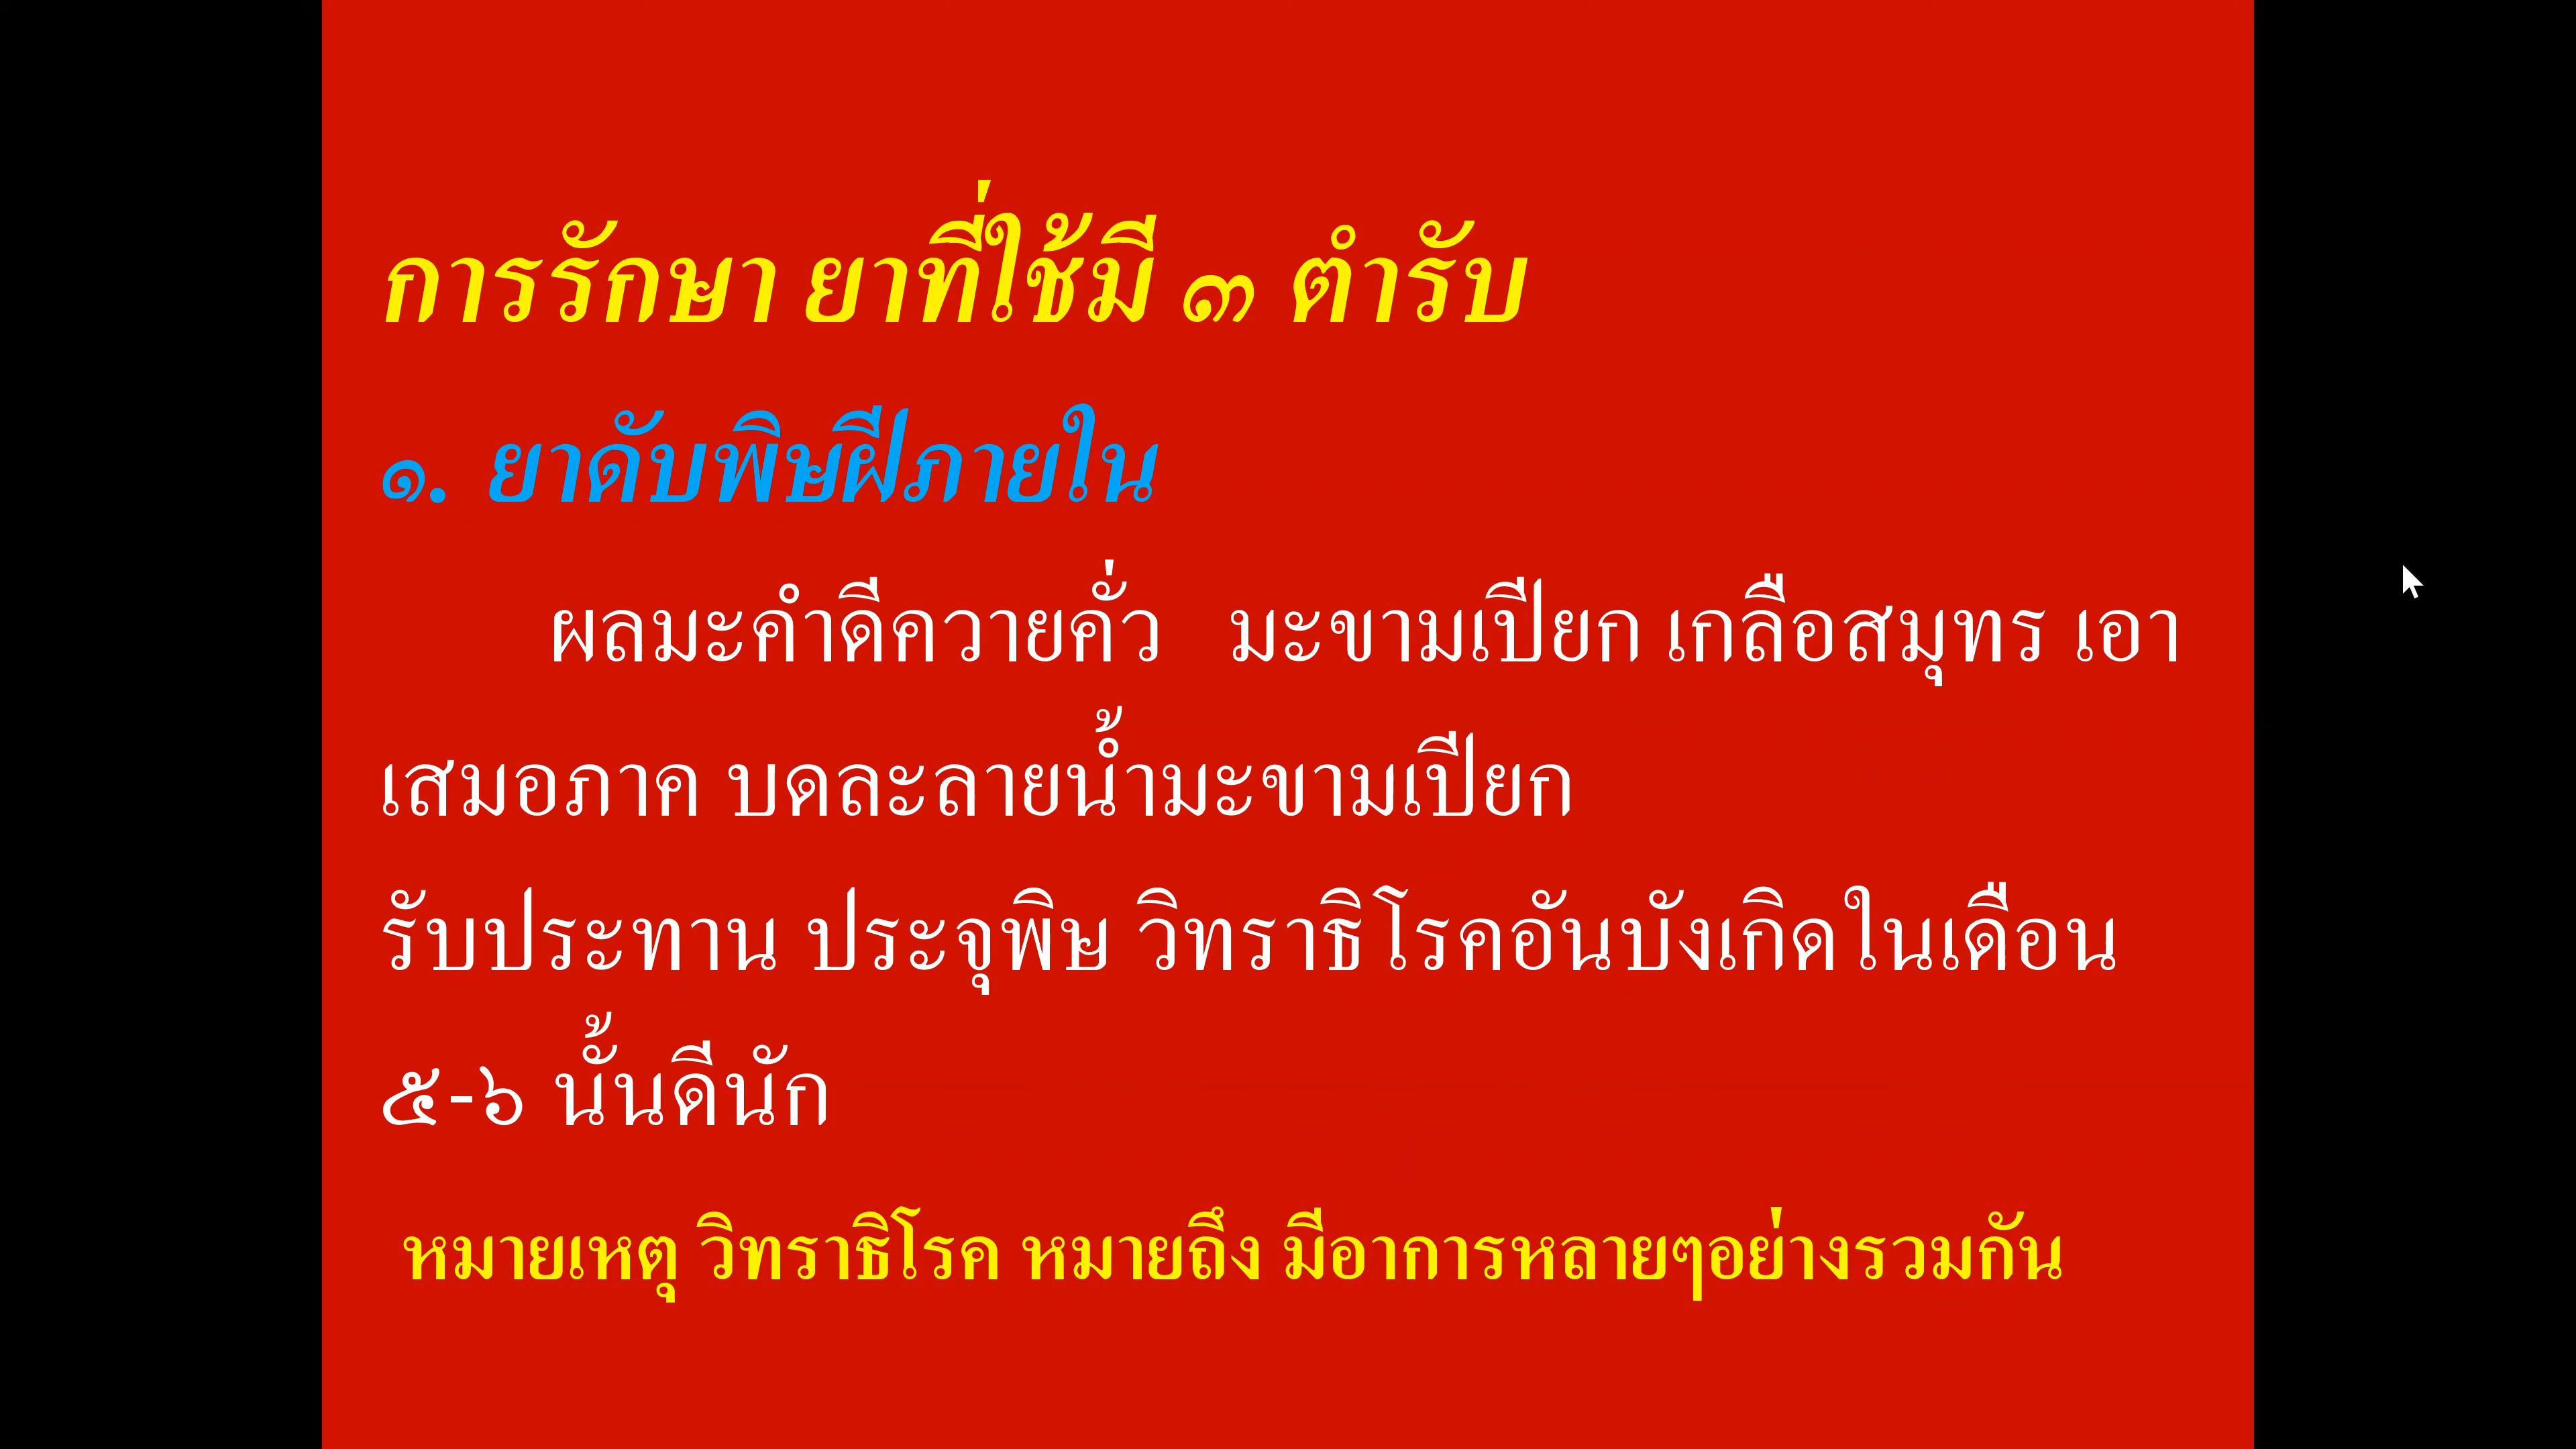 การรักษา ยาที่ใช้มี ๓ ตำรับ
๑. ยาดับพิษฝีภายใน
ผลมะคำดีควายคั่ว มะขามเปียก เกลือสมุทร เอา
เสมอภาค บดละลายน้ำมะขามเปียก
รับประทาน ประจุพิษ วิทราธิโรคอันบังเกิดในเดือน
๕-๖ นั้นดีนัก
หมายเหตุ วิทราธิโรค หมายถึง มีอาการหลายๆอย่างรวมกัน